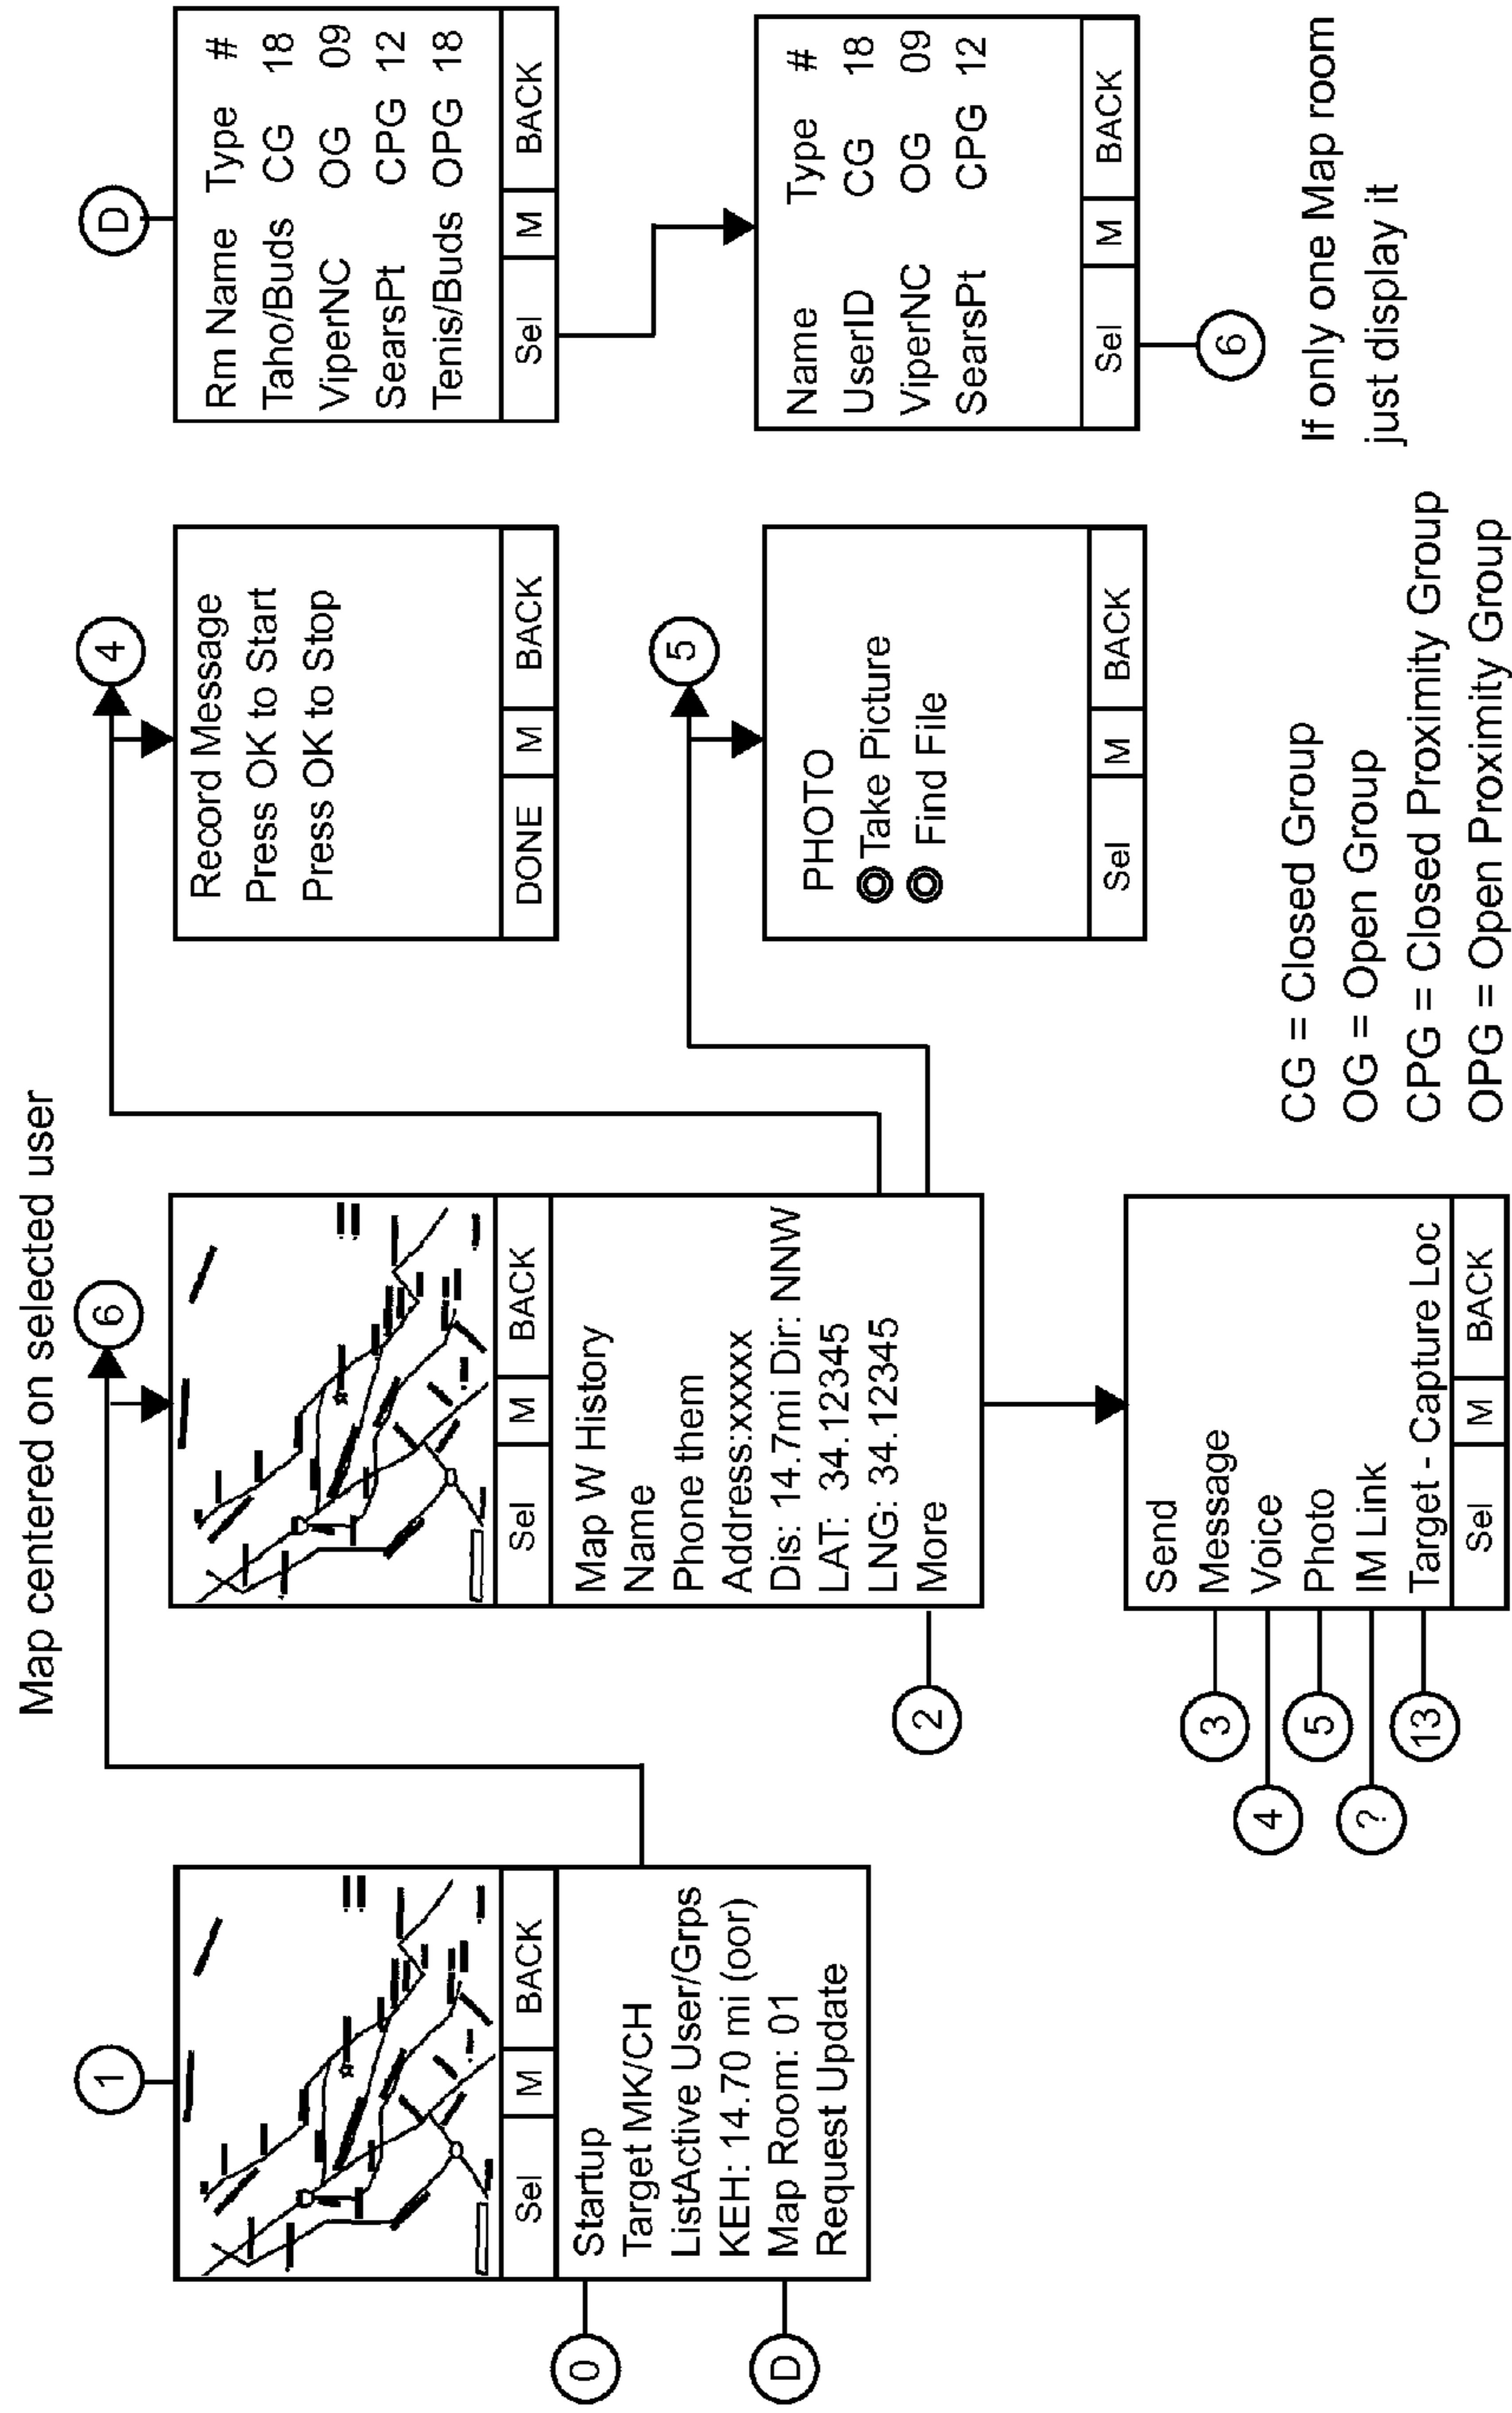 Map centered on selected user
1
Sel M BACK
0
Startup
Target MK/CH
ListActive User/Grps
KEH: 14.70 mi (oor)
D
Map Room: 01
Request Update
6
Sel M BACK
Map W History
Name
Phone them
Address:xxxxx
Dis: 14.7mi Dir: NNW
LAT: 34.12345
LNG: 34.12345
2
More
Send
3
Message
4
Voice
5
Photo
?
IM Link
13
Target - Capture Loc
Sel M BACK
4
Record Message
Press OK to Start
Press OK to Stop
DONE M BACK
5
PHOTO
Take Picture
Find File
Sel M BACK
CG = Closed Group
OG = Open Group
CPG = Closed Proximity Group
OPG = Open Proximity Group
D
Rm Name Type #
Taho/Buds CG 18
ViperNC OG 09
SearsPt CPG 12
Tenis/Buds OPG 18
Sel M BACK
Name Type #
UserID CG 18
ViperNC OG 09
SearsPt CPG 12
Sel M BACK
6
If only one Map room
just display it